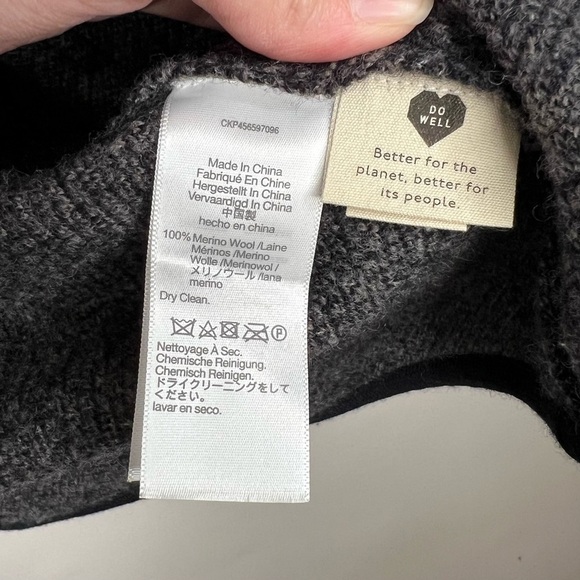 CKP456597096
Made In China
Fabriqué En Chine
Hergestellt In China
Vervaardigd In China
中国製
hecho en china
100% Merino Wool /Laine
Mérinos /Merino
Wolle /Merinowol /
メリノウール /lana
merino
Dry Clean.
P
Nettoyage À Sec.
Chemische Reinigung.
Chemisch Reinigen.
ドライクリーニングをして
ください。
lavar en seco.
DO
WELL
Better for the
planet, better for
its people.